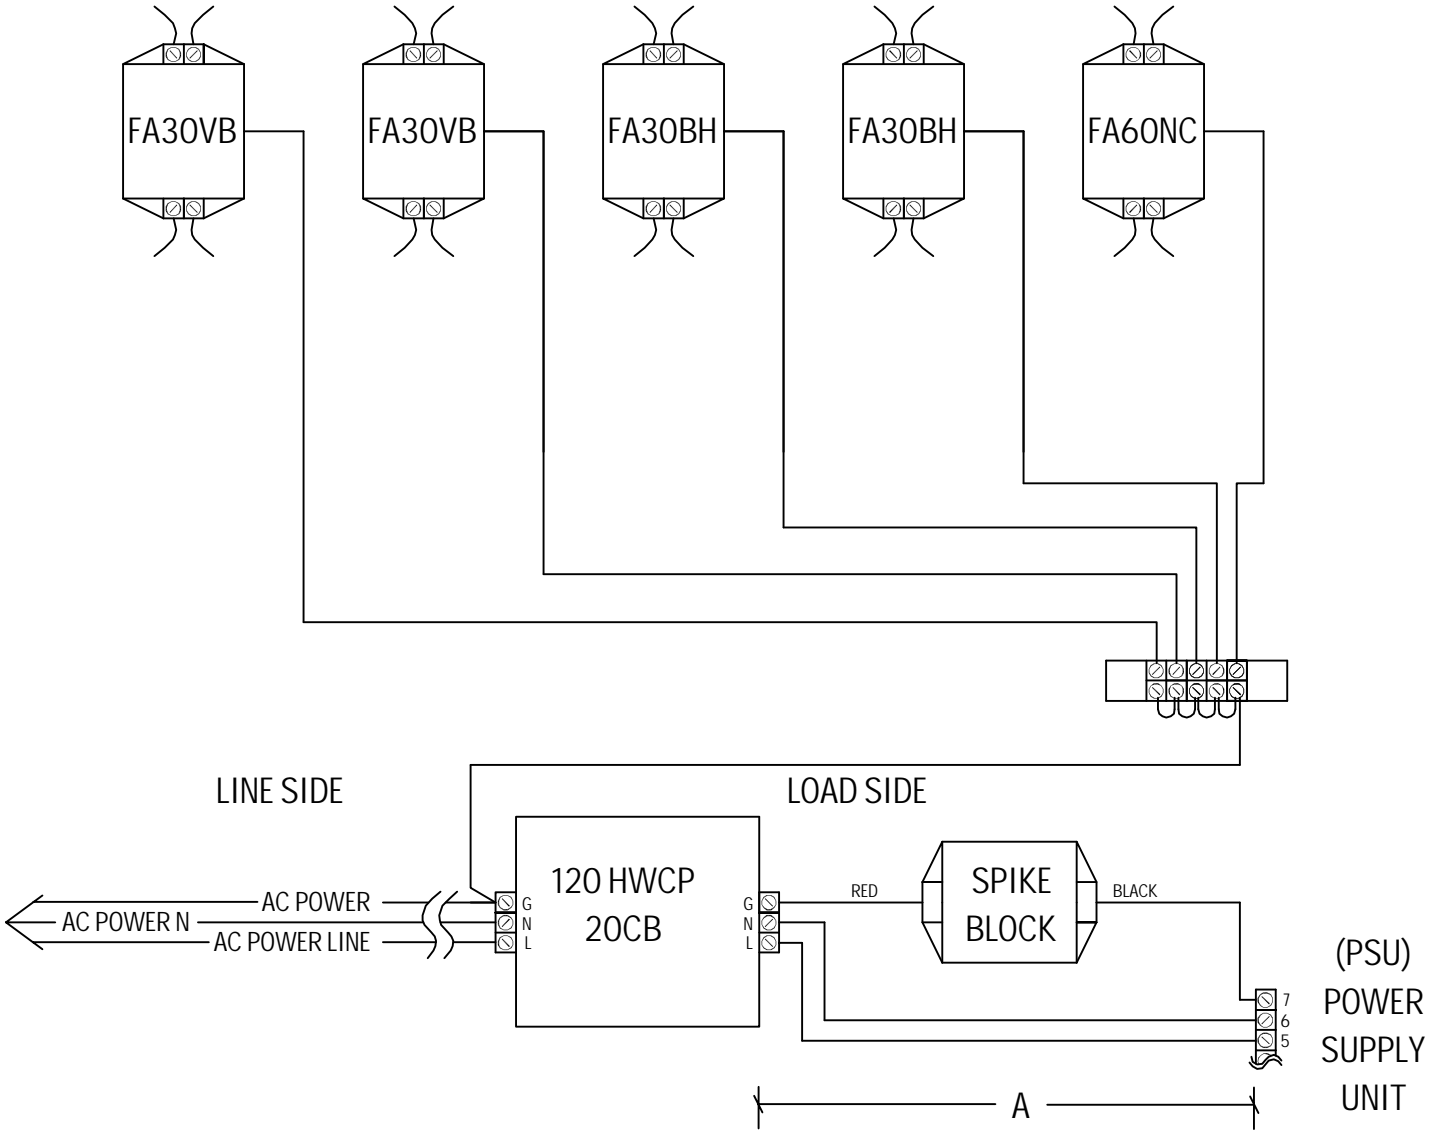 FA30VB
FA30VB
FA30BH
FA30BH
FA60NC
LINE SIDE
LOAD SIDE
AC POWER
AC POWER N
AC POWER LINE
G
N
L
120 HWCP
20CB
G
N
L
RED
SPIKE
BLOCK
BLACK
7
6
5
(PSU)
POWER
SUPPLY
UNIT
A